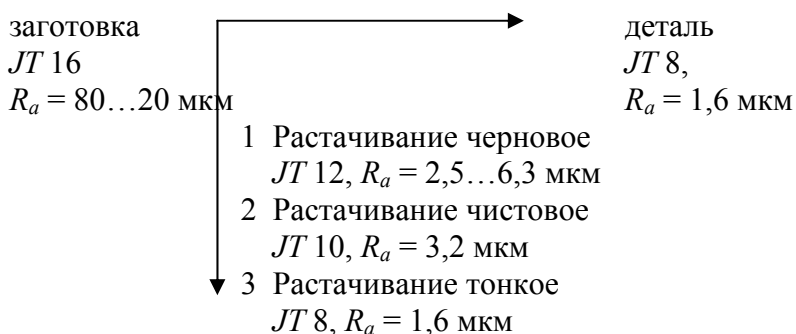 заготовка
JT 16
Rₐ = 80…20 мкм
деталь
JT 8,
Rₐ = 1,6 мкм
1 Растачивание черновое
JT 12, Rₐ = 2,5…6,3 мкм
2 Растачивание чистовое
JT 10, Rₐ = 3,2 мкм
3 Растачивание тонкое
JT 8, Rₐ = 1,6 мкм